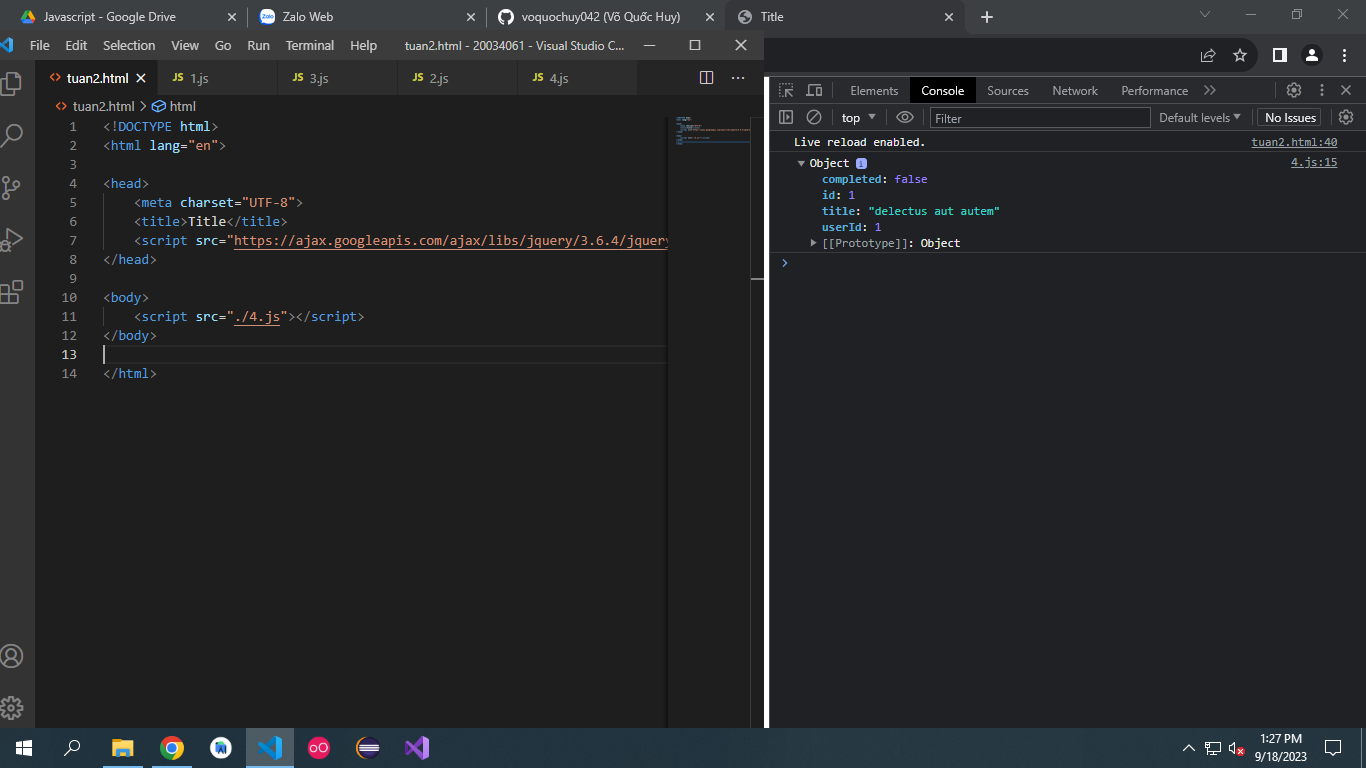 Javascript - Google Drive
Zalo Web
voquochuy042 (Võ Quốc Huy)
Title
File Edit Selection View Go Run Terminal Help tuan2.html - 20034061 - Visual Studio C...
tuan2.html
JS 1.js
JS 3.js
JS 2.js
JS 4.js
tuan2.html > html
1 <!DOCTYPE html>
2 <html lang="en">
3
4 <head>
5 <meta charset="UTF-8">
6 <title>Title</title>
7 <script src="https://ajax.googleapis.com/ajax/libs/jquery/3.6.4/jquery
8 </head>
9
10 <body>
11 <script src="./4.js"></script>
12 </body>
13
14 </html>
Elements Console Sources Network Performance
top Filter Default levels No Issues
Live reload enabled. tuan2.html:40
Object i 4.js:15
completed: false
id: 1
title: "delectus aut autem"
userId: 1
[[Prototype]]: Object
1:27 PM
9/18/2023